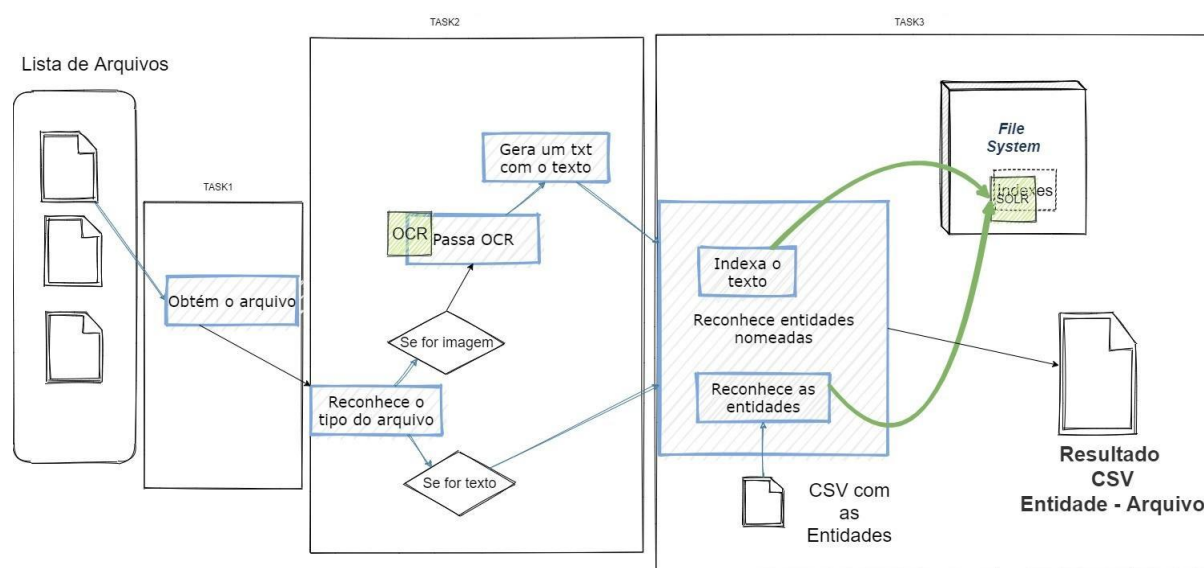 TASK2
TASK3
Lista de Arquivos
File
System
Indexes
SOLR
Gera um txt
com o texto
TASK1
OCR
Passa OCR
Indexa o
texto
Obtém o arquivo
Reconhece entidades
nomeadas
Se for imagem
Reconhece o
tipo do arquivo
Reconhece as
entidades
Se for texto
CSV com
as
Entidades
Resultado
CSV
Entidade - Arquivo